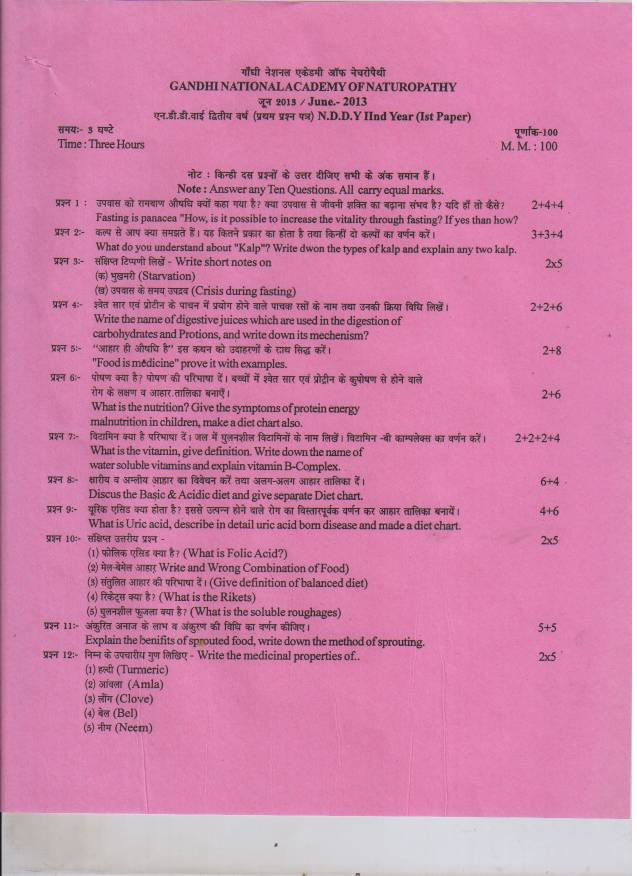 गाँधी नेशनल एकेडमी ऑफ नेचरोपैथी
GANDHI NATIONAL ACADEMY OF NATUROPATHY
जून 2013 / June.- 2013
एन.डी.डी.वाई द्वितीय वर्ष (प्रथम प्रश्न पत्र) N.D.D.Y IInd Year (Ist Paper)
समयः- 3 घण्टे पूर्णांक-100
Time : Three Hours M. M. : 100
नोट : किन्ही दस प्रश्नों के उत्तर दीजिए सभी के अंक समान हैं।
Note : Answer any Ten Questions. All carry equal marks.
प्रश्न 1 : उपवास को रामबाण औषधि क्यों कहा गया है? क्या उपवास से जीवनी शक्ति का बढ़ाना संभव है? यदि हाँ तो कैसे? 2+4+4
Fasting is panacea "How, is it possible to increase the vitality through fasting? If yes than how?
प्रश्न 2:- कल्प से आप क्या समझते हैं। यह कितने प्रकार का होता है तथा किन्हीं दो कल्पों का वर्णन करें। 3+3+4
What do you understand about "Kalp"? Write dwon the types of kalp and explain any two kalp.
प्रश्न 3:- संक्षिप्त टिप्पणी लिखें - Write short notes on 2x5
(क) भुखमरी (Starvation)
(ख) उपवास के समय उपद्रव (Crisis during fasting)
प्रश्न 4:- श्वेत सार एवं प्रोटीन के पाचन में प्रयोग होने वाले पाचक रसों के नाम तथा उनकी क्रिया विधि लिखें। 2+2+6
Write the name of digestive juices which are used in the digestion of
carbohydrates and Protions, and write down its mechenism?
प्रश्न 5:- "आहार ही औषधि है" इस कथन को उदाहरणों के साथ सिद्ध करें। 2+8
"Food is medicine" prove it with examples.
प्रश्न 6:- पोषण क्या है? पोषण की परिभाषा दें। बच्चों में श्वेत सार एवं प्रोट्रीन के कुपोषण से होने वाले
रोग के लक्षण व आहार तालिका बनाएँ। 2+6
What is the nutrition? Give the symptoms of protein energy
malnutrition in children, make a diet chart also.
प्रश्न 7:- विटामिन क्या है परिभाषा दें। जल में घुलनशील विटामिनों के नाम लिखें। विटामिन -बी काम्पलेक्स का वर्णन करें। 2+2+2+4
What is the vitamin, give definition. Write down the name of
water soluble vitamins and explain vitamin B-Complex.
प्रश्न 8:- क्षारीय व अम्लीय आहार का विवेचन करें तथा अलग-अलग आहार तालिका दें। 6+4
Discus the Basic & Acidic diet and give separate Diet chart.
प्रश्न 9:- यूरिक एसिड क्या होता है? इससे उत्पन्न होने वाले रोग का विस्तारपूर्वक वर्णन कर आहार तालिका बनायें। 4+6
What is Uric acid, describe in detail uric acid born disease and made a diet chart.
प्रश्न 10:- संक्षिप्त उत्तरीय प्रश्न - 2x5
(1) फोलिक एसिड क्या है? (What is Folic Acid?)
(2) मेल-बेमेल आहार Write and Wrong Combination of Food)
(3) संतुलित आहार की परिभाषा दें। (Give definition of balanced diet)
(4) रिकेट्स क्या है? (What is the Rikets)
(5) घुलनशील फुजला क्या है? (What is the soluble roughages)
प्रश्न 11:- अंकुरित अनाज के लाभ व अंकुरण की विधि का वर्णन कीजिए। 5+5
Explain the benifits of sprouted food, write down the method of sprouting.
प्रश्न 12:- निम्न के उपचारीय गुण लिखिए - Write the medicinal properties of.. 2x5
(1) हल्दी (Turmeric)
(2) आंवला (Amla)
(3) लौंग (Clove)
(4) बेल (Bel)
(5) नीम (Neem)